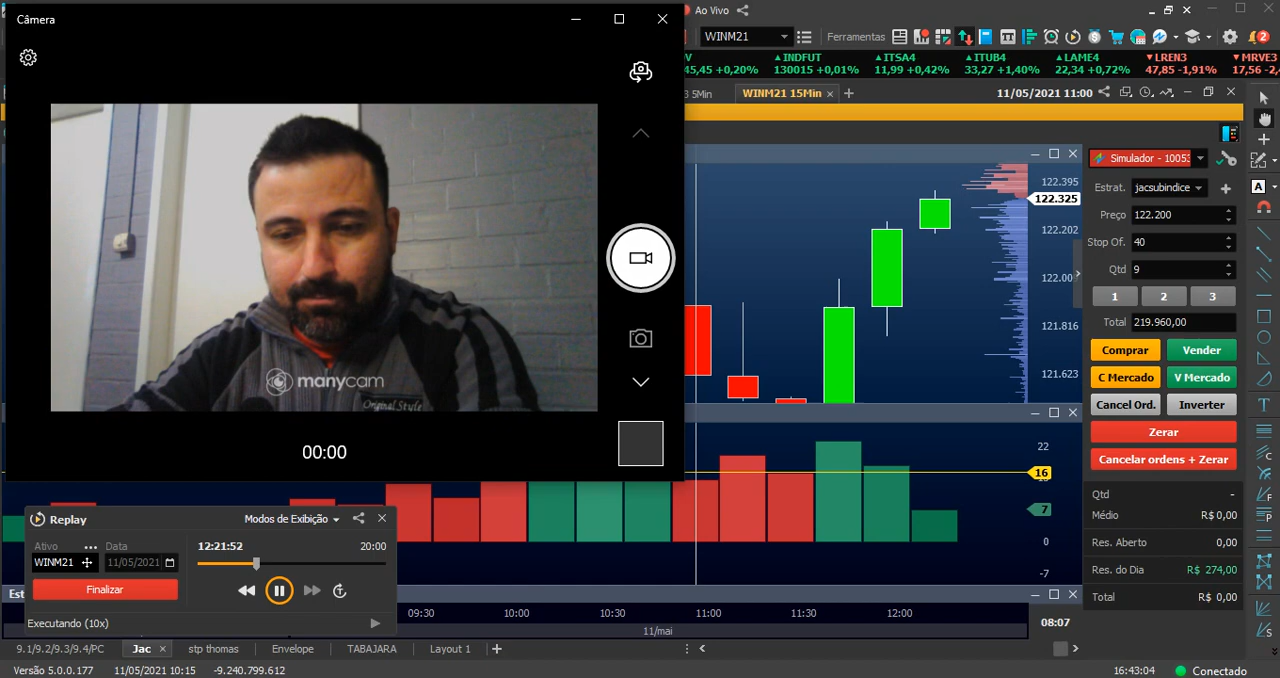 Câmera
Ao Vivo
WINM21
Ferramentas
2
INDFUT ITSA4 ITUB4 LAME4 LREN3 MRVE3
45,45 +0,20% 130015 +0,01% 11,99 +0,42% 33,27 +1,40% 22,34 +0,72% 47,85 -1,91% 17,56
5Min WINM21 15Min
11/05/2021 11:00
manycam
Original Style
00:00
122.395
122.325
122.202
121.816
121.623
22
16
7
0
-7
Simulador - 10053
Estrat. jacsubindice
Preço 122.200
Stop Of. 40
Qtd 9
1 2 3
Total 219.960,00
Comprar Vender
C Mercado V Mercado
Cancel Ord. Inverter
Zerar
Cancelar ordens + Zerar
Qtd -
Médio R$ 0,00
Res. Aberto 0,00
Res. do Dia R$ 274,00
Total R$ 0,00
Replay Modos de Exibição
Ativo Data 12:21:52 20:00
WINM21 11/05/2021
Finalizar
Executando (10x)
Est
09:30 10:00 10:30 11:00 11:30 12:00
11/mai
08:07
9.1/9.2/9.3/9.4/PC Jac stp thomas Envelope TABAJARA Layout 1
Versão 5.0.0.177 11/05/2021 10:15 -9.240.799.612 16:43:04 Conectado